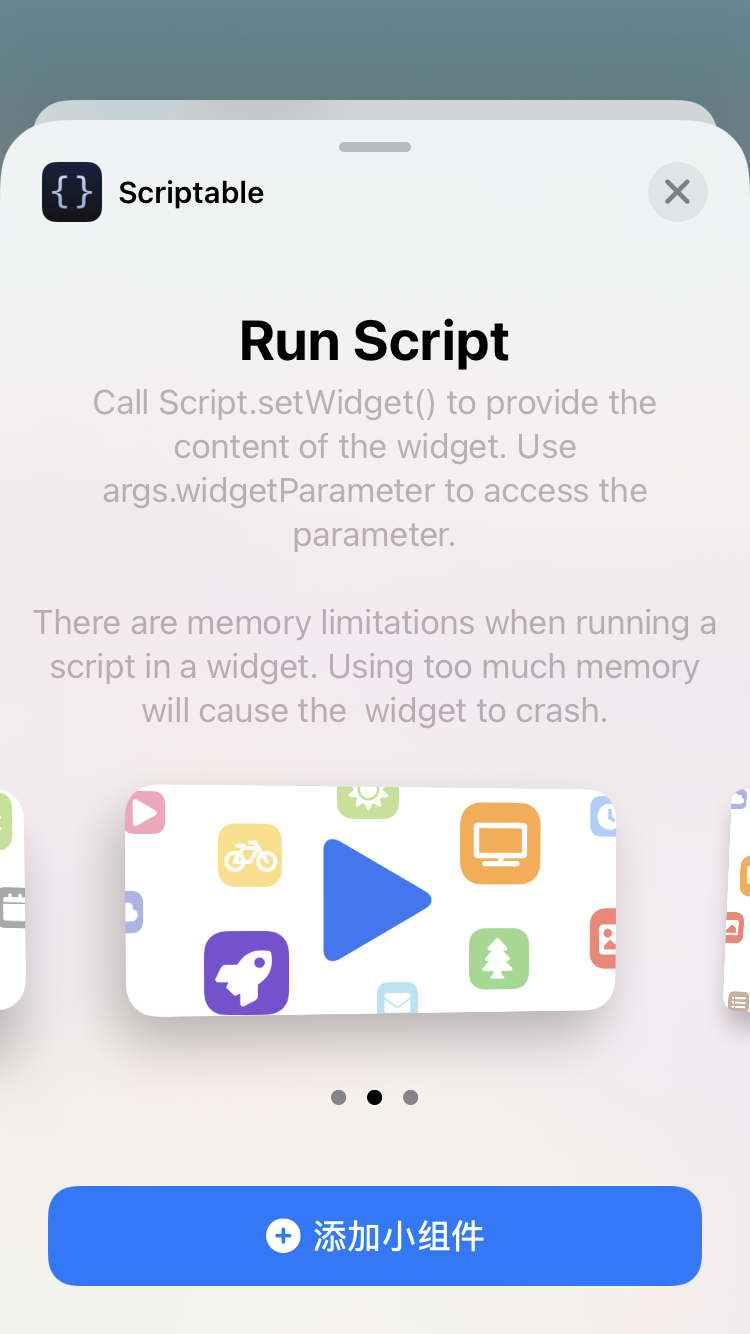 {}
Scriptable
Run Script
Call Script.setWidget() to provide the
content of the widget. Use
args.widgetParameter to access the
parameter.
There are memory limitations when running a
script in a widget. Using too much memory
will cause the  widget to crash.
添加小组件